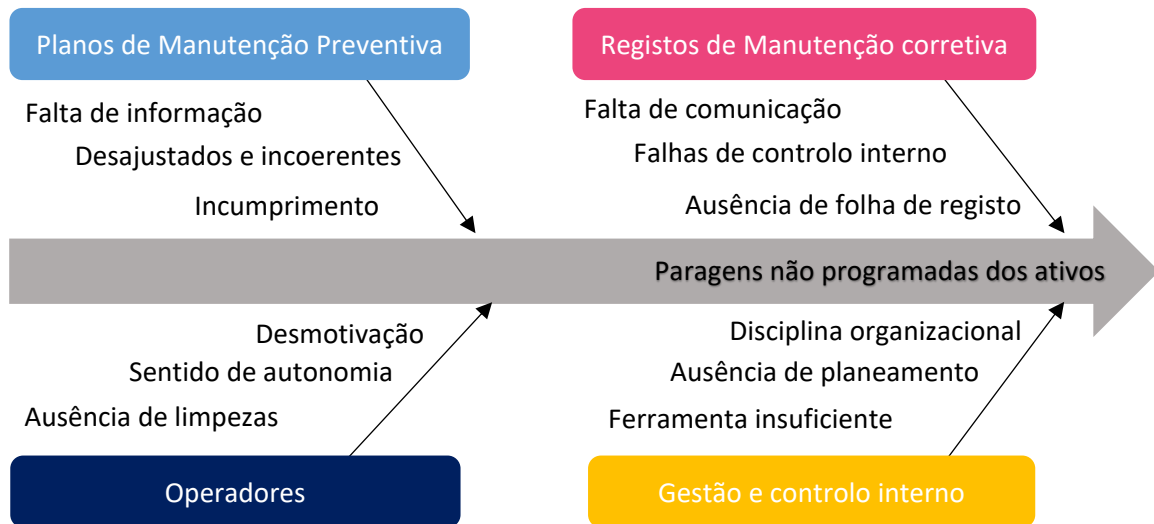 Planos de Manutenção Preventiva
Registos de Manutenção corretiva
Falta de informação
Desajustados e incoerentes
Incumprimento
Falta de comunicação
Falhas de controlo interno
Ausência de folha de registo
Paragens não programadas dos ativos
Desmotivação
Sentido de autonomia
Ausência de limpezas
Disciplina organizacional
Ausência de planeamento
Ferramenta insuficiente
Operadores
Gestão e controlo interno